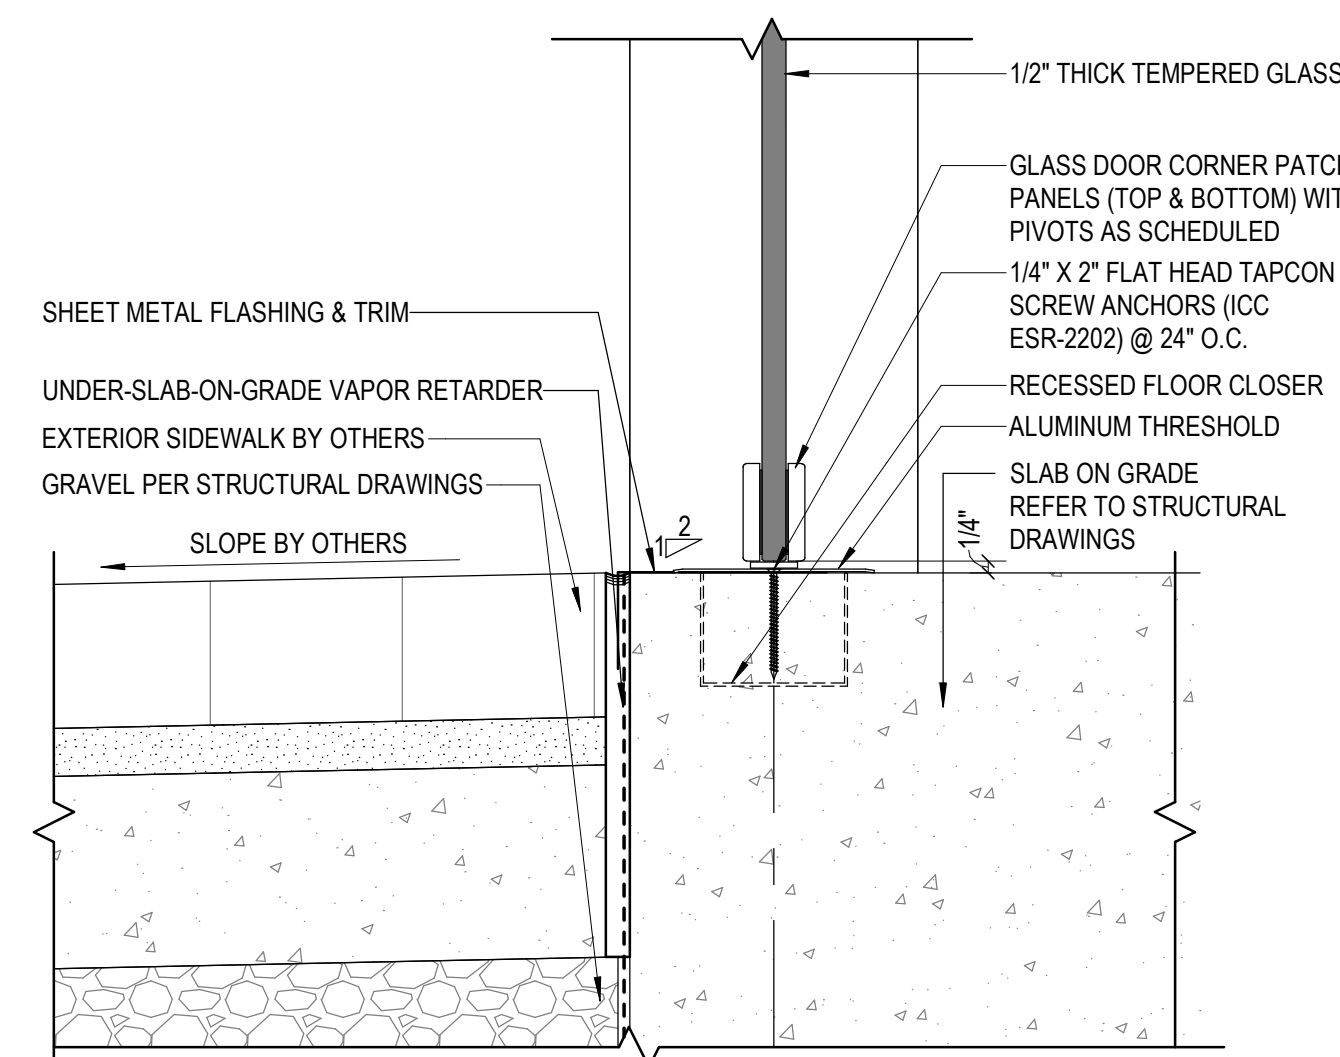 1/2" THICK TEMPERED GLASS
GLASS DOOR CORNER PATCH
PANELS (TOP & BOTTOM)
PIVOTS AS SCHEDULED
1/4" X 2" FLAT HEAD TAPCON
SCREW ANCHORS (ICC
ESR-2202) @ 24" O.C.
RECESSED FLOOR CLOSER
ALUMINUM THRESHOLD
SLAB ON GRADE
REFER TO STRUCTURAL
DRAWINGS
1/4"
SHEET METAL FLASHING & TRIM
UNDER-SLAB-ON-GRADE VAPOR RETARDER
EXTERIOR SIDEWALK BY OTHERS
GRAVEL PER STRUCTURAL DRAWINGS
SLOPE BY OTHERS
2
1